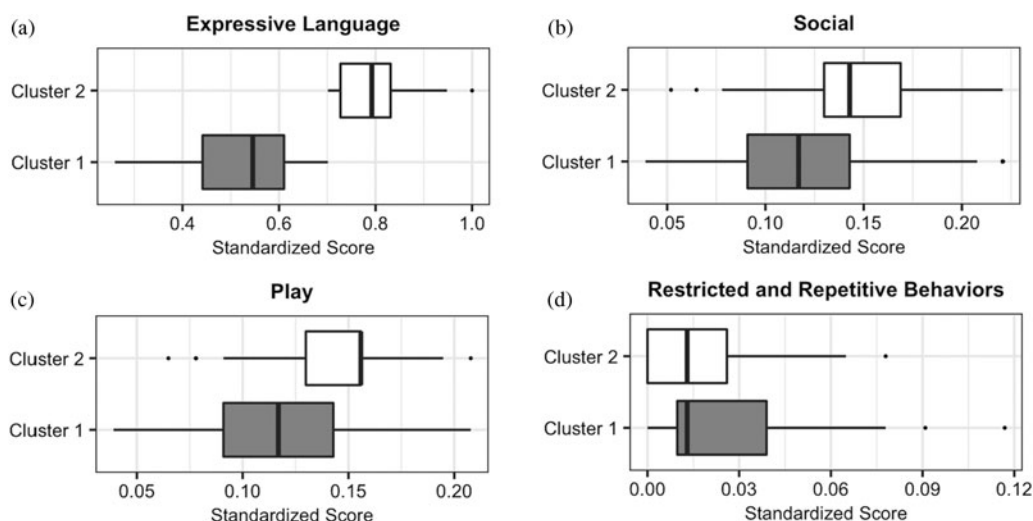 (a) Expressive Language
Cluster 2
Cluster 1
0.4 0.6 0.8 1.0
Standardized Score
(b) Social
Cluster 2
Cluster 1
0.05 0.10 0.15 0.20
Standardized Score
(c) Play
Cluster 2
Cluster 1
0.05 0.10 0.15 0.20
Standardized Score
(d) Restricted and Repetitive Behaviors
Cluster 2
Cluster 1
0.00 0.03 0.06 0.09 0.12
Standardized Score